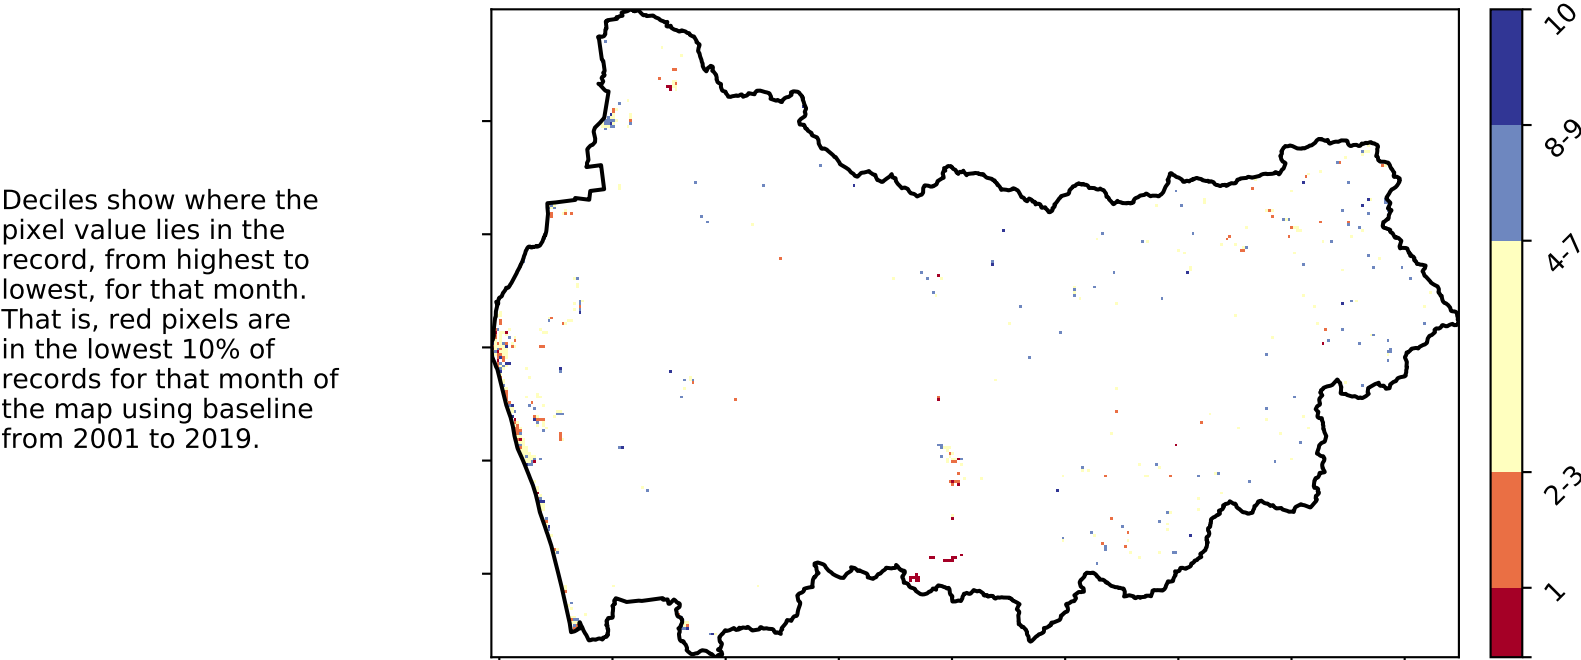 Deciles show where the
pixel value lies in the
record, from highest to
lowest, for that month.
That is, red pixels are
in the lowest 10% of
records for that month of
the map using baseline
from 2001 to 2019.
10
8-9
4-7
2-3
1